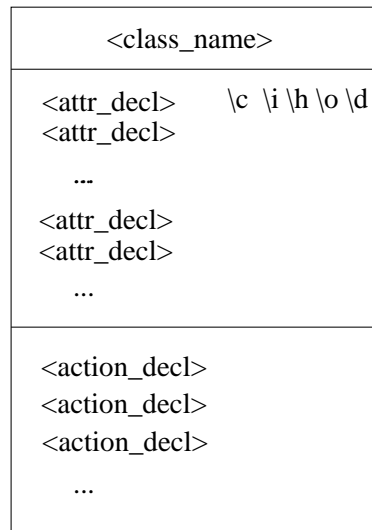 <class_name>
<attr_decl> \c \i \h \o \d
<attr_decl>
...
<attr_decl>
<attr_decl>
...
<action_decl>
<action_decl>
<action_decl>
...